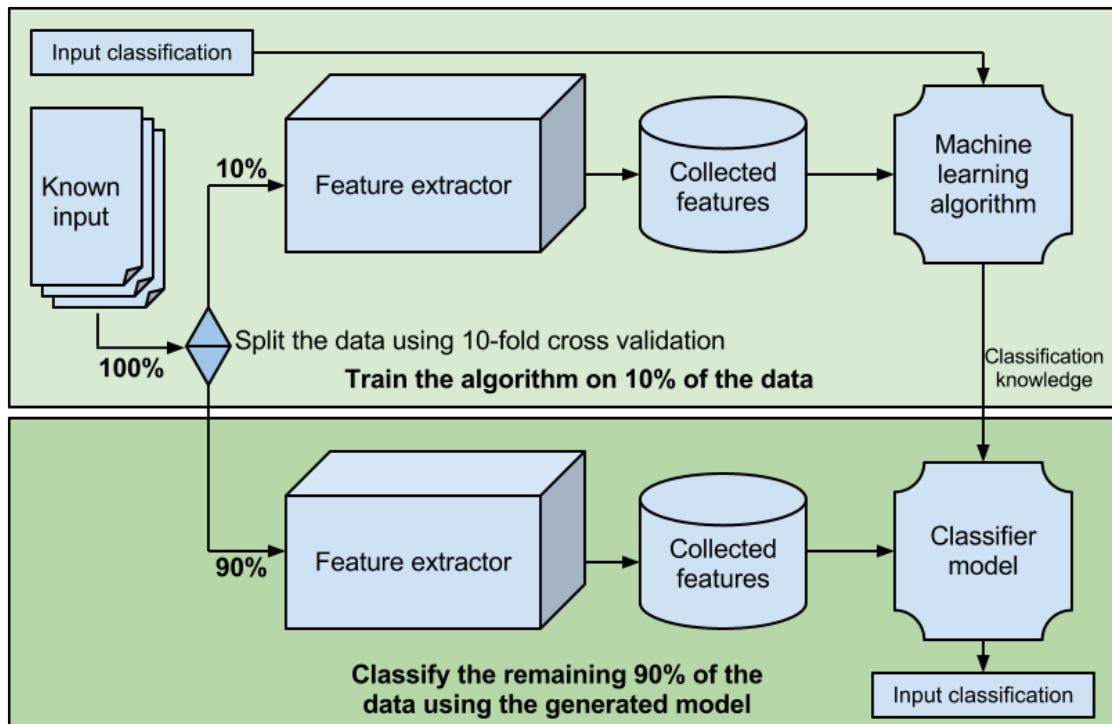 Input classification
Known
input
10%
Feature extractor
Collected
features
Machine
learning
algorithm
100%
Split the data using 10-fold cross validation
Train the algorithm on 10% of the data
Classification
knowledge
90%
Feature extractor
Collected
features
Classifier
model
Classify the remaining 90% of the
data using the generated model
Input classification